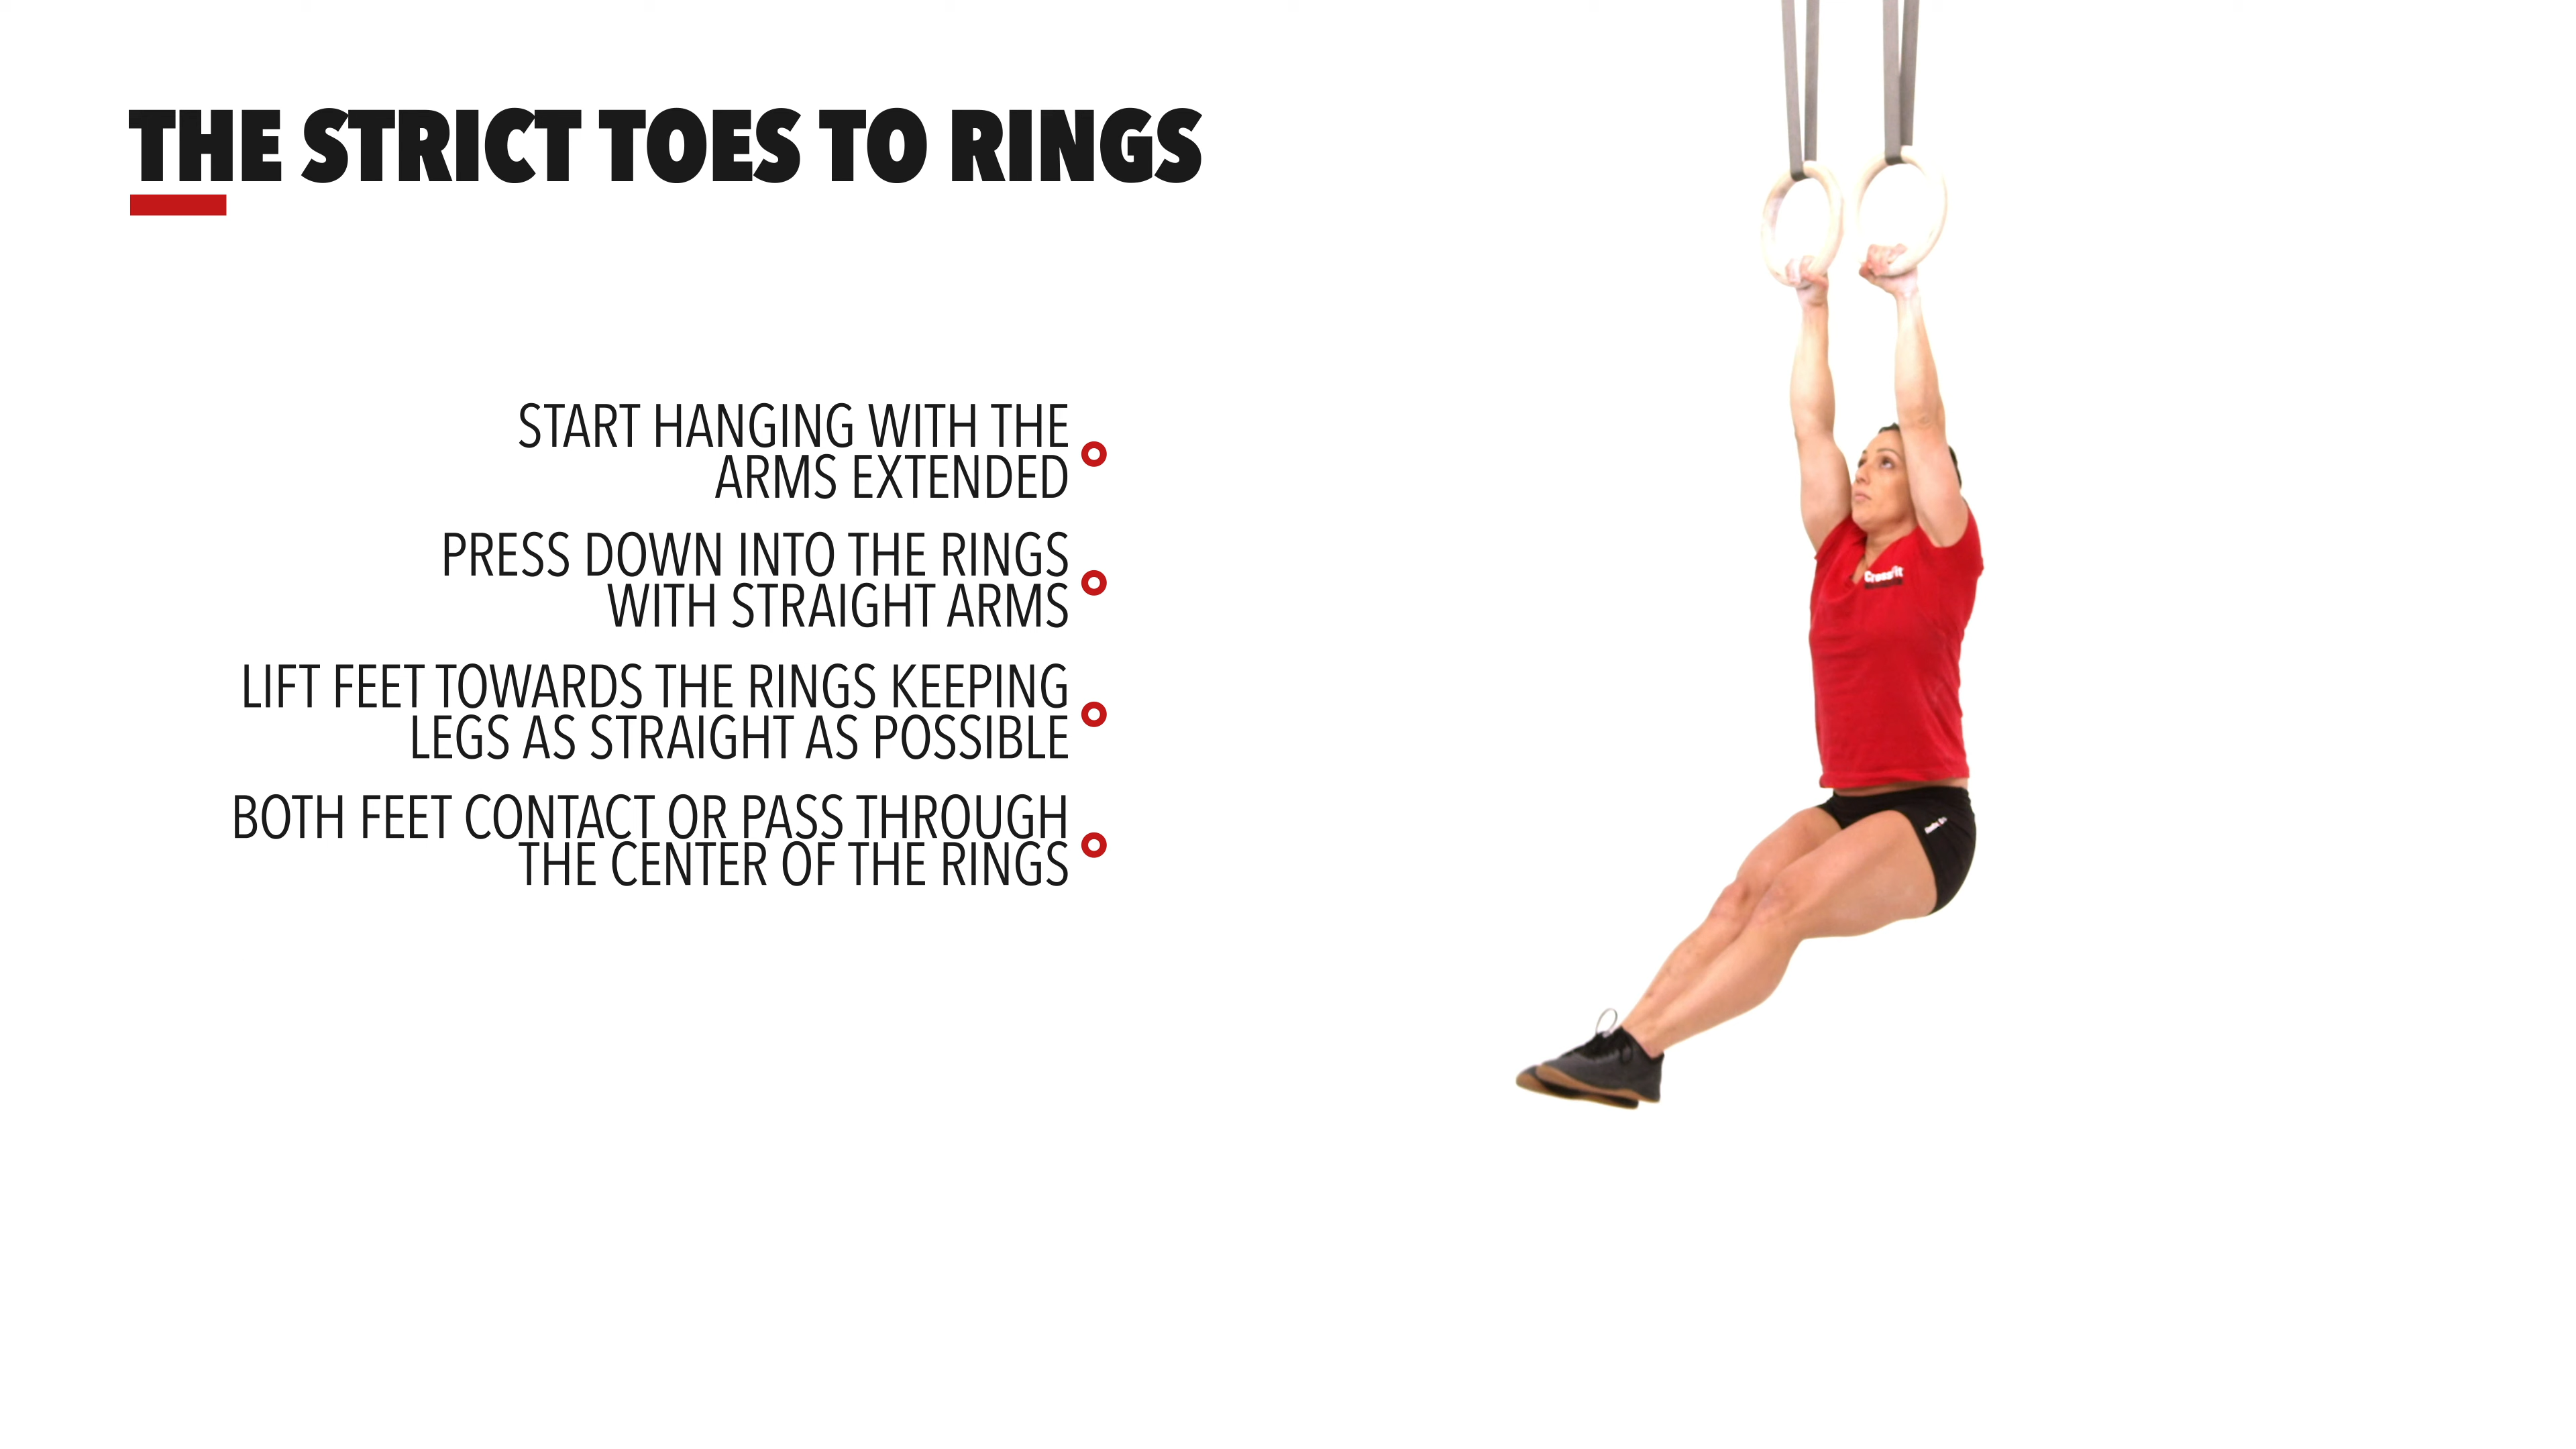 THE STRICT TOES TO RINGS
START HANGING WITH THE
ARMS EXTENDED
PRESS DOWN INTO THE RINGS
WITH STRAIGHT ARMS
LIFT FEET TOWARDS THE RINGS KEEPING
LEGS AS STRAIGHT AS POSSIBLE
BOTH FEET CONTACT OR PASS THROUGH
THE CENTER OF THE RINGS
CrossFit